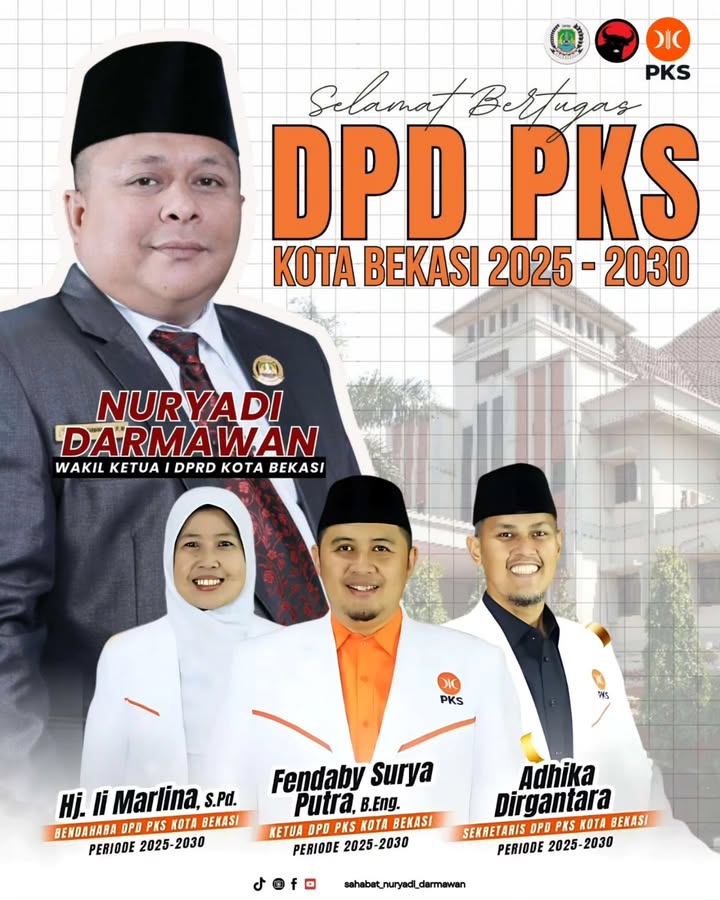 PKS
Selamat Bertugas
DPD PKS
KOTA BEKASI 2025 - 2030
NURYADI
DARMAWAN
WAKIL KETUA I DPRD KOTA BEKASI
PKS
PKS
Hj. Ii Marlina, S.Pd.
BENDAHARA DPD PKS KOTA BEKASI
PERIODE 2025-2030
Fendaby Surya
Putra, B.Eng.
KETUA DPD PKS KOTA BEKASI
PERIODE 2025-2030
Adhika
Dirgantara
SEKRETARIS DPD PKS KOTA BEKASI
PERIODE 2025-2030
sahabat_nuryadi_darmawan